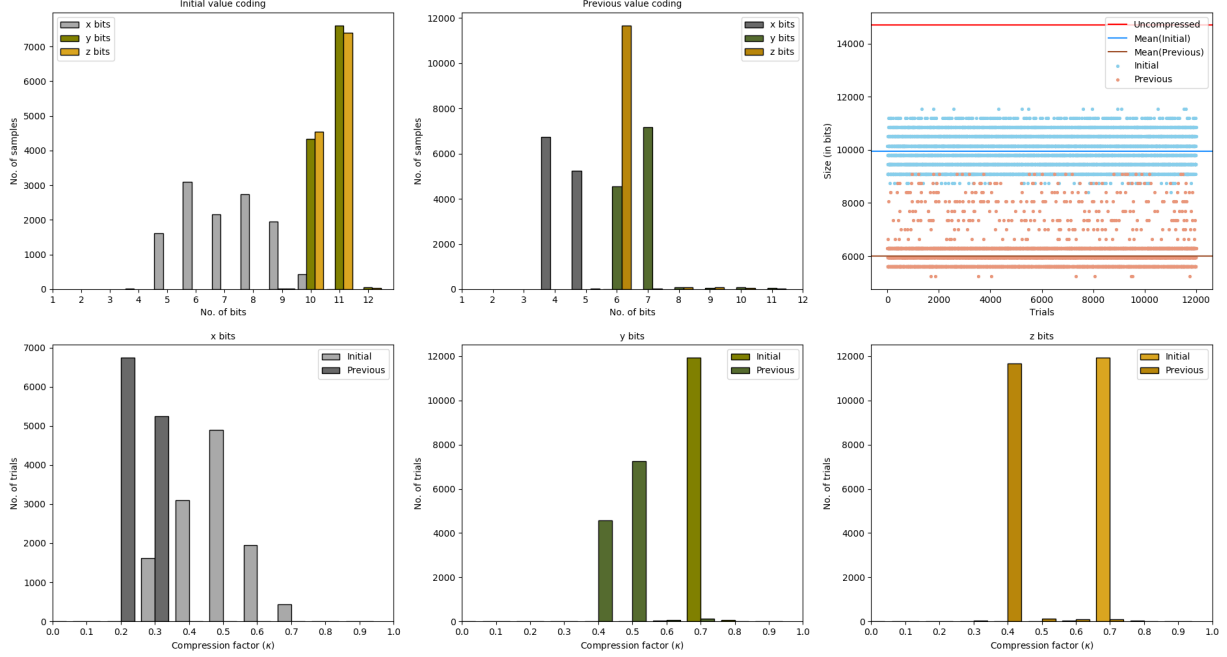 Initial value coding
No. of samples
7000
6000
5000
4000
3000
2000
1000
0
x bits
y bits
z bits
1 2 3 4 5 6 7 8 9 10 11 12
No. of bits
Previous value coding
No. of samples
12000
10000
8000
6000
4000
2000
0
x bits
y bits
z bits
1 2 3 4 5 6 7 8 9 10 11 12
No. of bits
Size (in bits)
14000
12000
10000
8000
6000
Uncompressed
Mean(Initial)
Mean(Previous)
Initial
Previous
0 2000 4000 6000 8000 10000 12000
Trials
x bits
No. of trials
7000
6000
5000
4000
3000
2000
1000
0
Initial
Previous
0.0 0.1 0.2 0.3 0.4 0.5 0.6 0.7 0.8 0.9 1.0
Compression factor (κ)
y bits
No. of trials
12000
10000
8000
6000
4000
2000
0
Initial
Previous
0.0 0.1 0.2 0.3 0.4 0.5 0.6 0.7 0.8 0.9 1.0
Compression factor (κ)
z bits
No. of trials
12000
10000
8000
6000
4000
2000
0
Initial
Previous
0.0 0.1 0.2 0.3 0.4 0.5 0.6 0.7 0.8 0.9 1.0
Compression factor (κ)